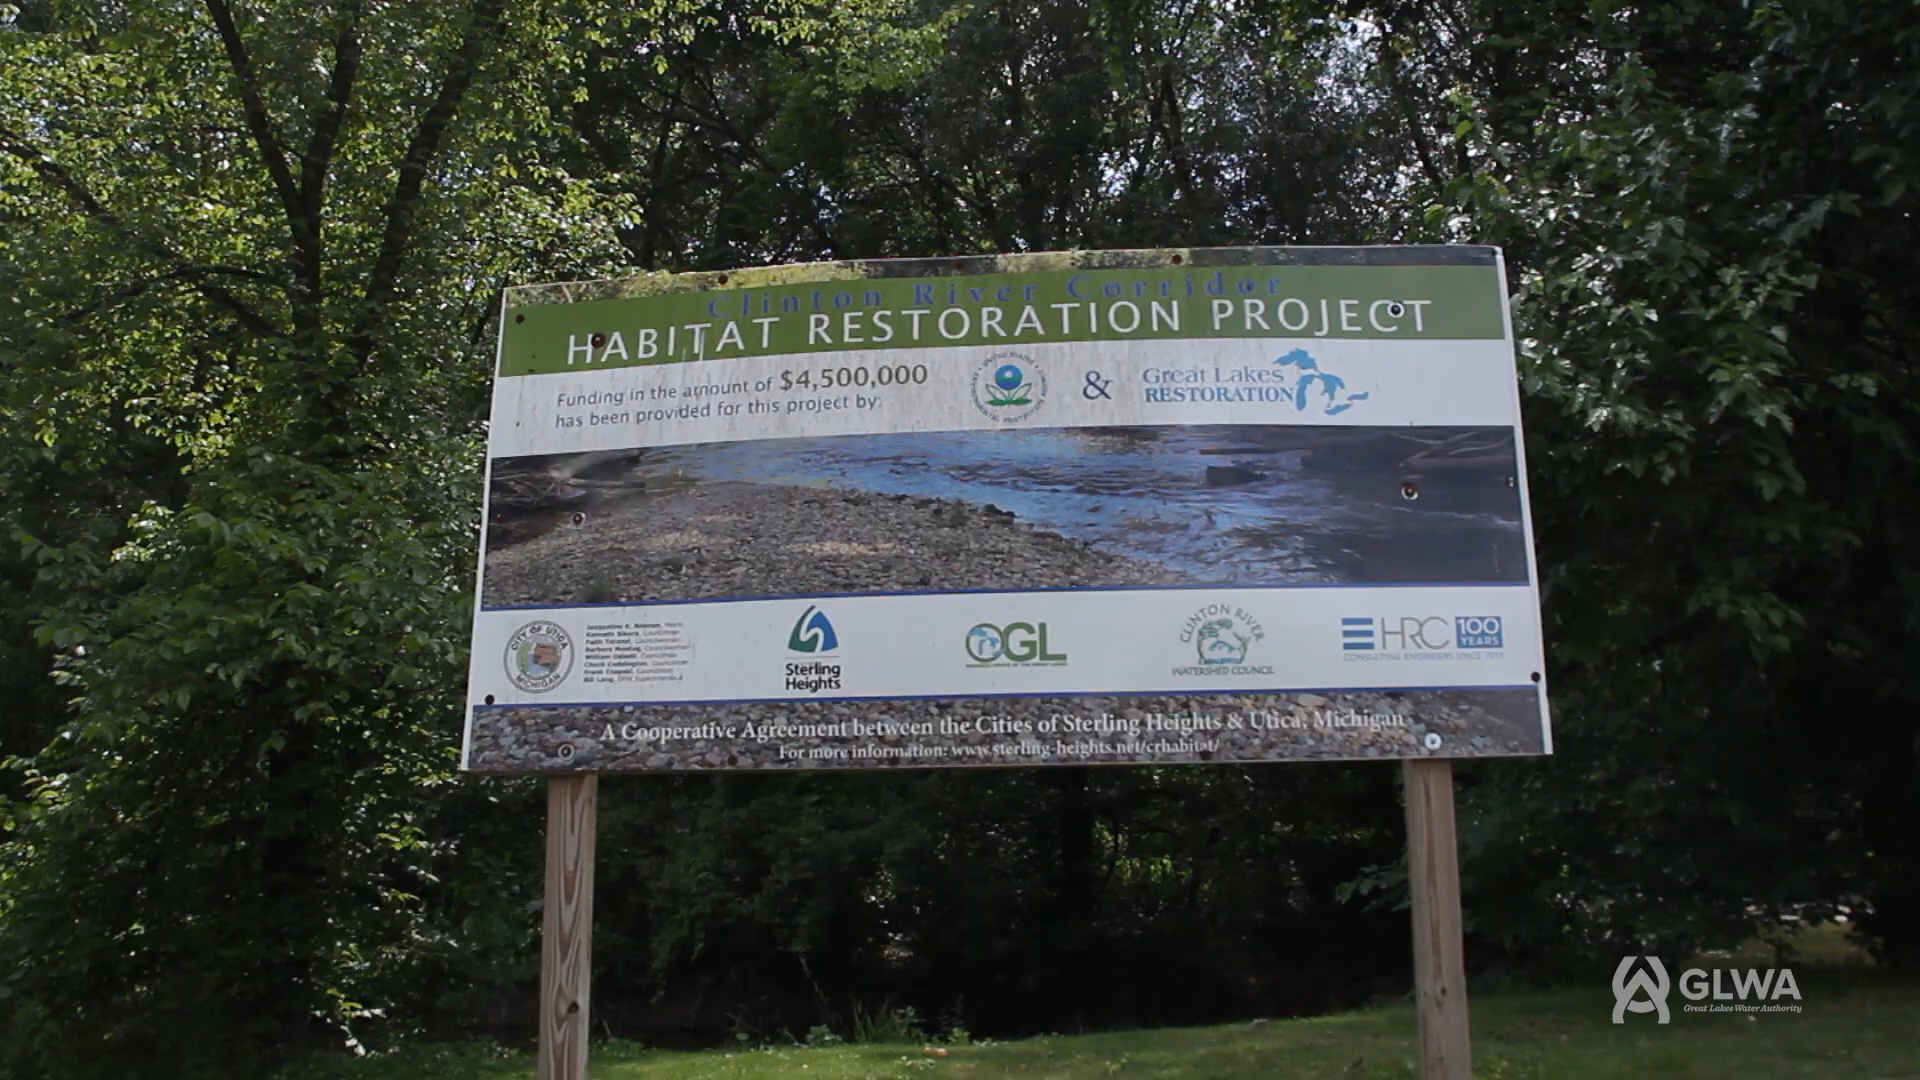 Clinton River Corridor
HABITAT RESTORATION PROJECT
Funding in the amount of $4,500,000
has been provided for this project by:
&
Great Lakes
RESTORATION
CITY OF UTICA
MICHIGAN
Sterling
Heights
OGL
CLINTON RIVER
WATERSHED COUNCIL
HRC 100
YEARS
CONSULTING ENGINEERS SINCE
A Cooperative Agreement between the Cities of Sterling Heights & Utica, Michigan
For more information: www.sterling-heights.net/crhabitat/
GLWA
Great Lakes Water Authority